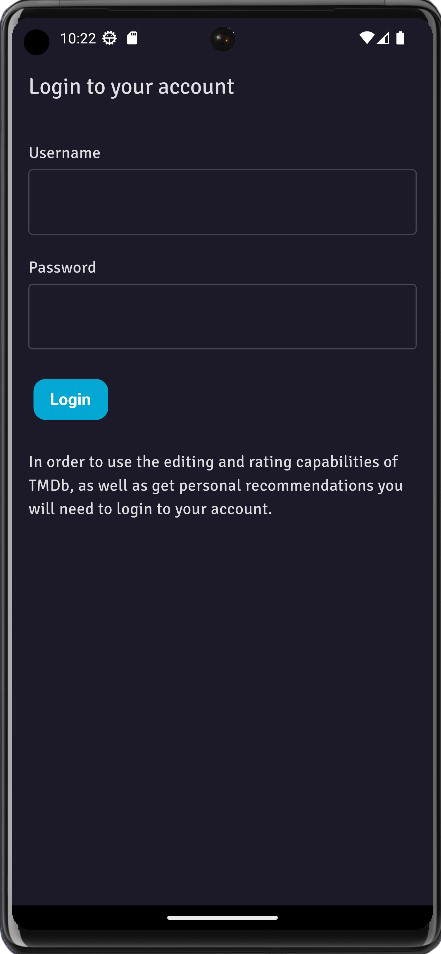 10:22
Login to your account
Username
Password
Login
In order to use the editing and rating capabilities of
TMDb, as well as get personal recommendations you
will need to login to your account.